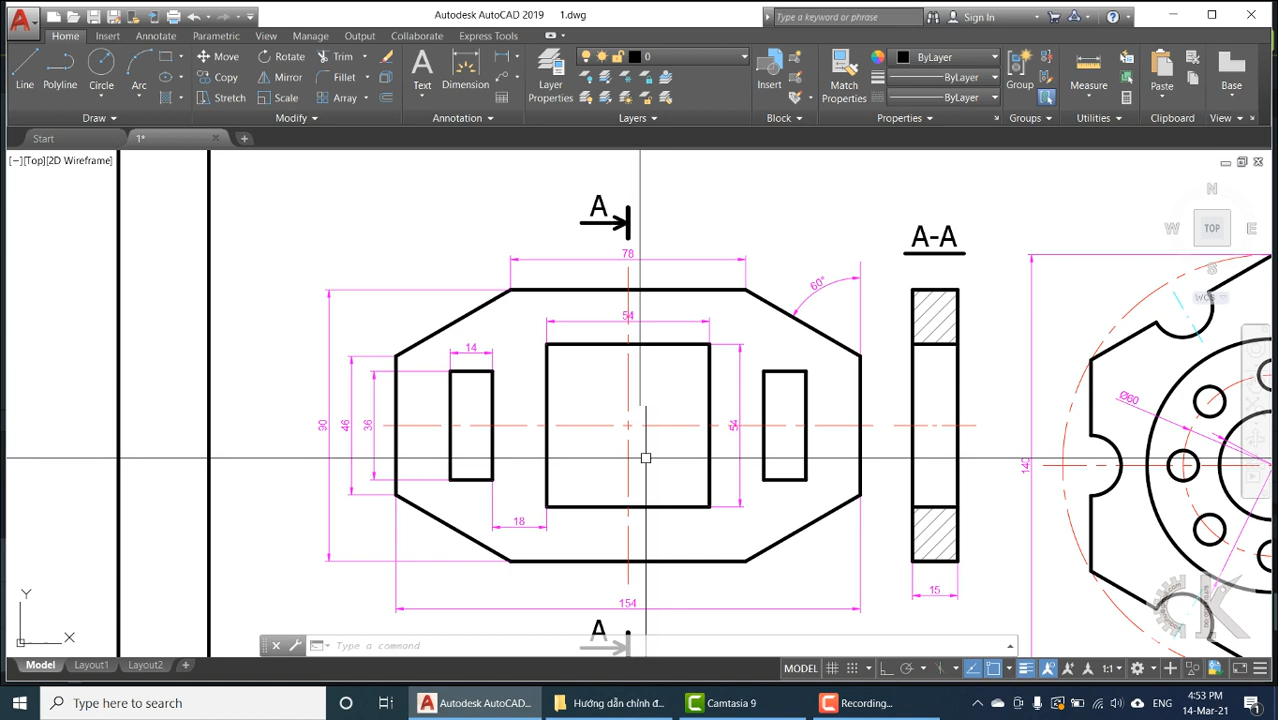 Autodesk AutoCAD 2019 1.dwg
Type a keyword or phrase
Sign In
Home Insert Annotate Parametric View Manage Output Collaborate Express Tools
Line Polyline Circle Arc
Move Rotate Trim
Copy Mirror Fillet
Stretch Scale Array
Text Dimension
Layer Properties
0
Insert
Match Properties
ByLayer
ByLayer
ByLayer
Group
Measure
Paste
Base
Draw Modify Annotation Layers Block Properties Groups Utilities Clipboard View
Start 1*
[−][Top][2D Wireframe]
N
W TOP E
S
WCS
A
A-A
78
60°
54
14
90
46
36
54
18
154
15
Ø60
A
Y
X
Type a command
Model Layout1 Layout2
MODEL
1:1
Type here to search
Autodesk AutoCAD...
Hướng dẫn chỉnh đ...
Camtasia 9
Recording...
ENG
4:53 PM
14-Mar-21
1